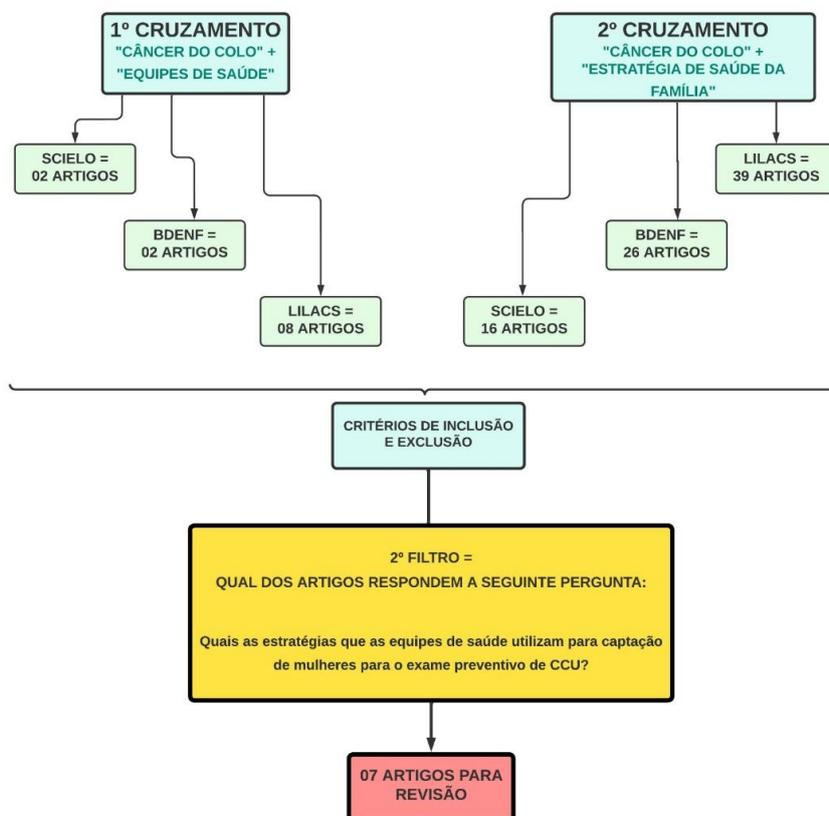 1º CRUZAMENTO
"CÂNCER DO COLO" +
"EQUIPES DE SAÚDE"
SCIELO =
02 ARTIGOS
BDENF =
02 ARTIGOS
LILACS =
08 ARTIGOS
2º CRUZAMENTO
"CÂNCER DO COLO" +
"ESTRATÉGIA DE SAÚDE DA
FAMÍLIA"
LILACS =
39 ARTIGOS
BDENF =
26 ARTIGOS
SCIELO =
16 ARTIGOS
CRITÉRIOS DE INCLUSÃO
E EXCLUSÃO
2º FILTRO =
QUAL DOS ARTIGOS RESPONDEM A SEGUINTE PERGUNTA:
Quais as estratégias que as equipes de saúde utilizam para captação
de mulheres para o exame preventivo de CCU?
07 ARTIGOS PARA
REVISÃO